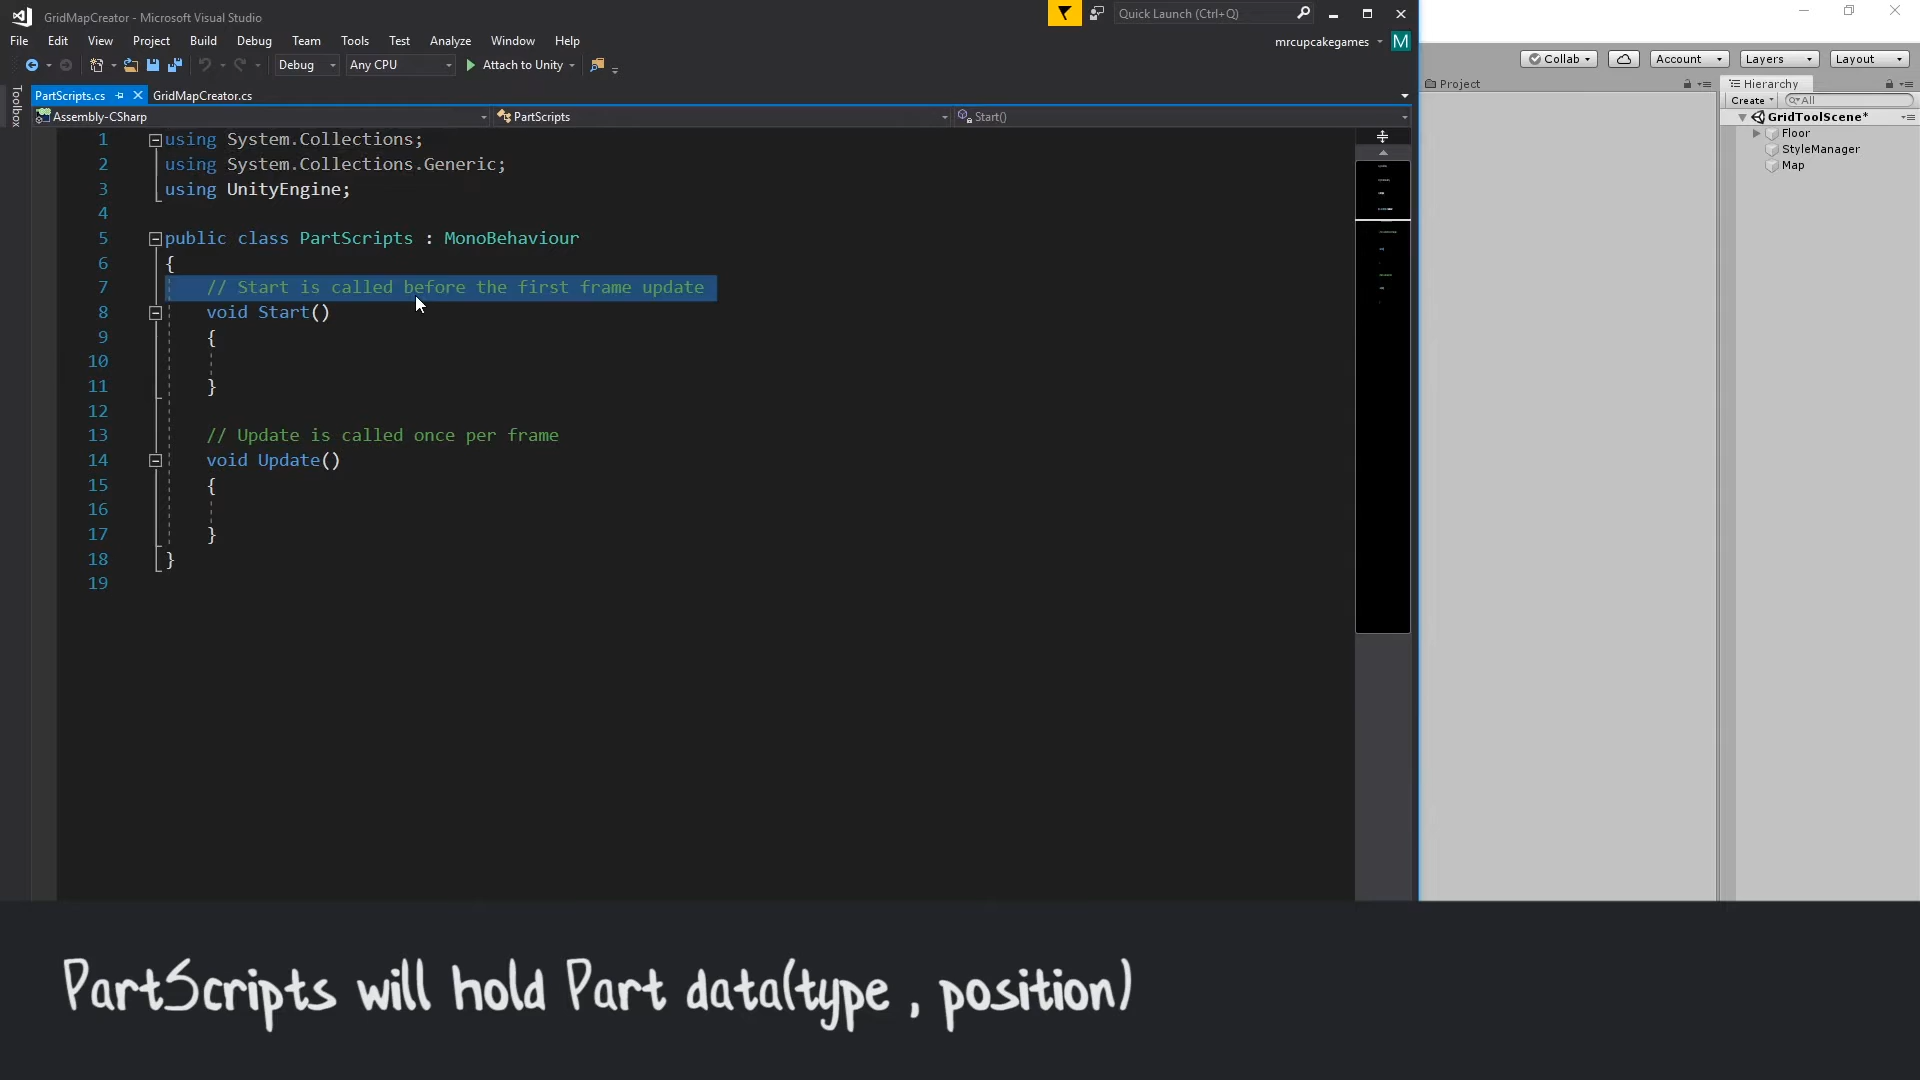 GridMapCreator - Microsoft Visual Studio
Quick Launch (Ctrl+Q)
File Edit View Project Build Debug Team Tools Test Analyze Window Help
mrcupcakegames M
Debug Any CPU Attach to Unity
Collab Account Layers Layout
Toolbox
PartScripts.cs GridMapCreator.cs
Assembly-CSharp PartScripts Start()
Project
Hierarchy
Create All
GridToolScene*
Floor
StyleManager
Map
1 using System.Collections;
2 using System.Collections.Generic;
3 using UnityEngine;
4
5 public class PartScripts : MonoBehaviour
6 {
7 // Start is called before the first frame update
8 void Start()
9 {
10
11 }
12
13 // Update is called once per frame
14 void Update()
15 {
16
17 }
18 }
19
PartScripts will hold Part data(type , position)